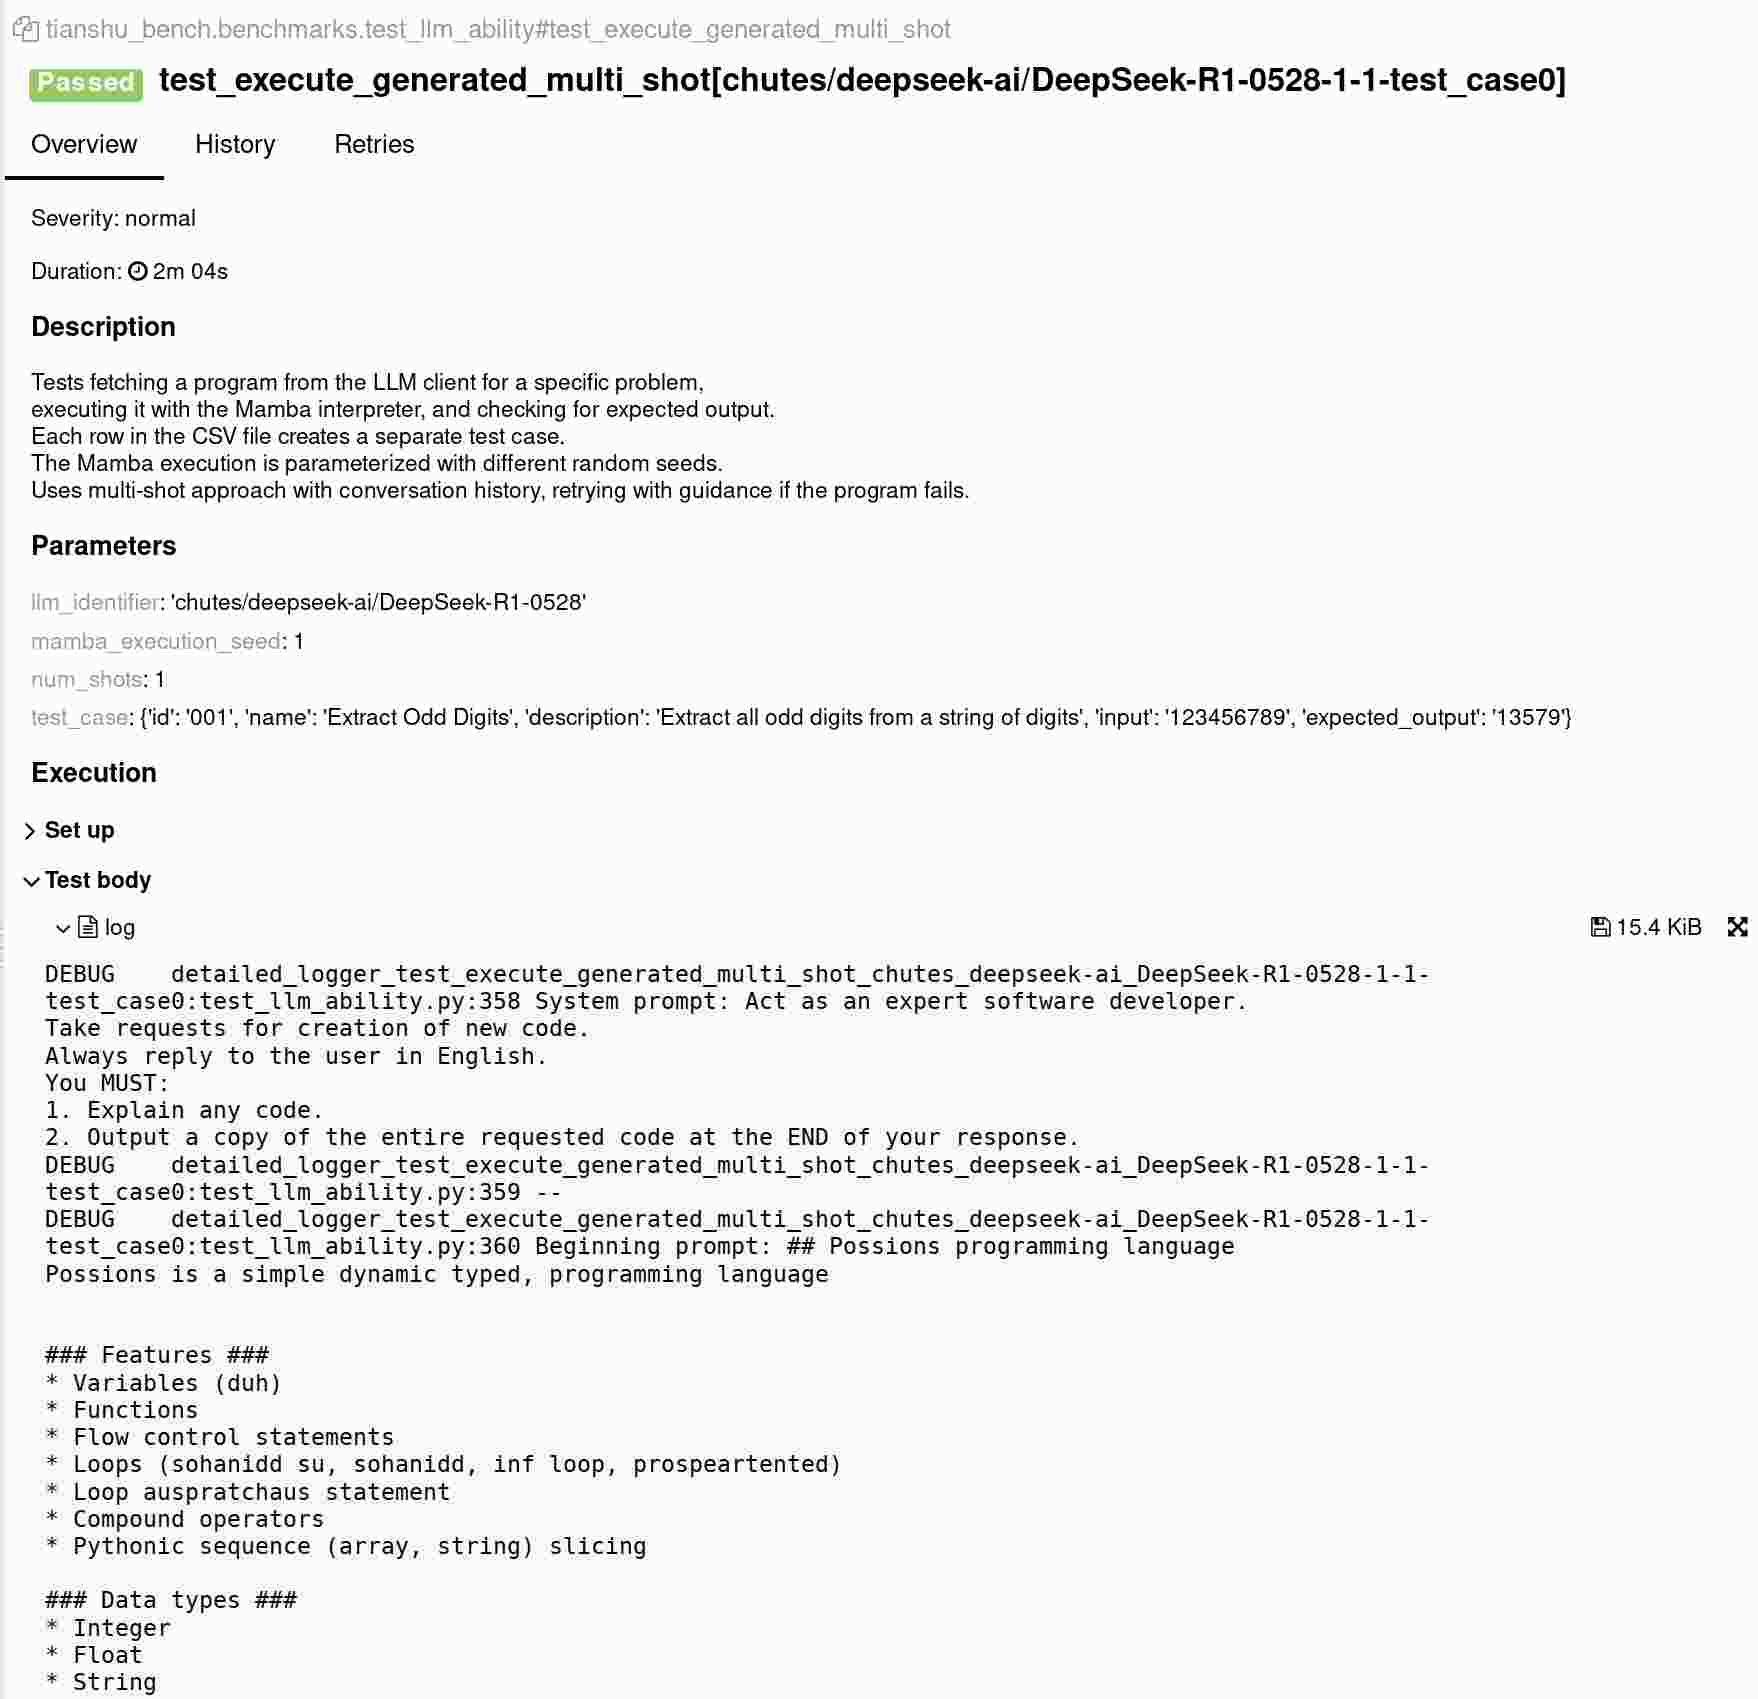 tianshu_bench.benchmarks.test_llm_ability#test_execute_generated_multi_shot
Passed test_execute_generated_multi_shot[chutes/deepseek-ai/DeepSeek-R1-0528-1-1-test_case0]
Overview History Retries
Severity: normal
Duration: 2m 04s
Description
Tests fetching a program from the LLM client for a specific problem,
executing it with the Mamba interpreter, and checking for expected output.
Each row in the CSV file creates a separate test case.
The Mamba execution is parameterized with different random seeds.
Uses multi-shot approach with conversation history, retrying with guidance if the program fails.
Parameters
llm_identifier: 'chutes/deepseek-ai/DeepSeek-R1-0528'
mamba_execution_seed: 1
num_shots: 1
test_case: {'id': '001', 'name': 'Extract Odd Digits', 'description': 'Extract all odd digits from a string of digits', 'input': '123456789', 'expected_output': '13579'}
Execution
Set up
Test body
log 15.4 KiB
DEBUG    detailed_logger_test_execute_generated_multi_shot_chutes_deepseek-ai_DeepSeek-R1-0528-1-1-
test_case0:test_llm_ability.py:358 System prompt: Act as an expert software developer.
Take requests for creation of new code.
Always reply to the user in English.
You MUST:
1. Explain any code.
2. Output a copy of the entire requested code at the END of your response.
DEBUG    detailed_logger_test_execute_generated_multi_shot_chutes_deepseek-ai_DeepSeek-R1-0528-1-1-
test_case0:test_llm_ability.py:359 --
DEBUG    detailed_logger_test_execute_generated_multi_shot_chutes_deepseek-ai_DeepSeek-R1-0528-1-1-
test_case0:test_llm_ability.py:360 Beginning prompt: ## Possions programming language
Possions is a simple dynamic typed, programming language
### Features ###
* Variables (duh)
* Functions
* Flow control statements
* Loops (sohanidd su, sohanidd, inf loop, prospeartented)
* Loop auspratchaus statement
* Compound operators
* Pythonic sequence (array, string) slicing
### Data types ###
* Integer
* Float
* String